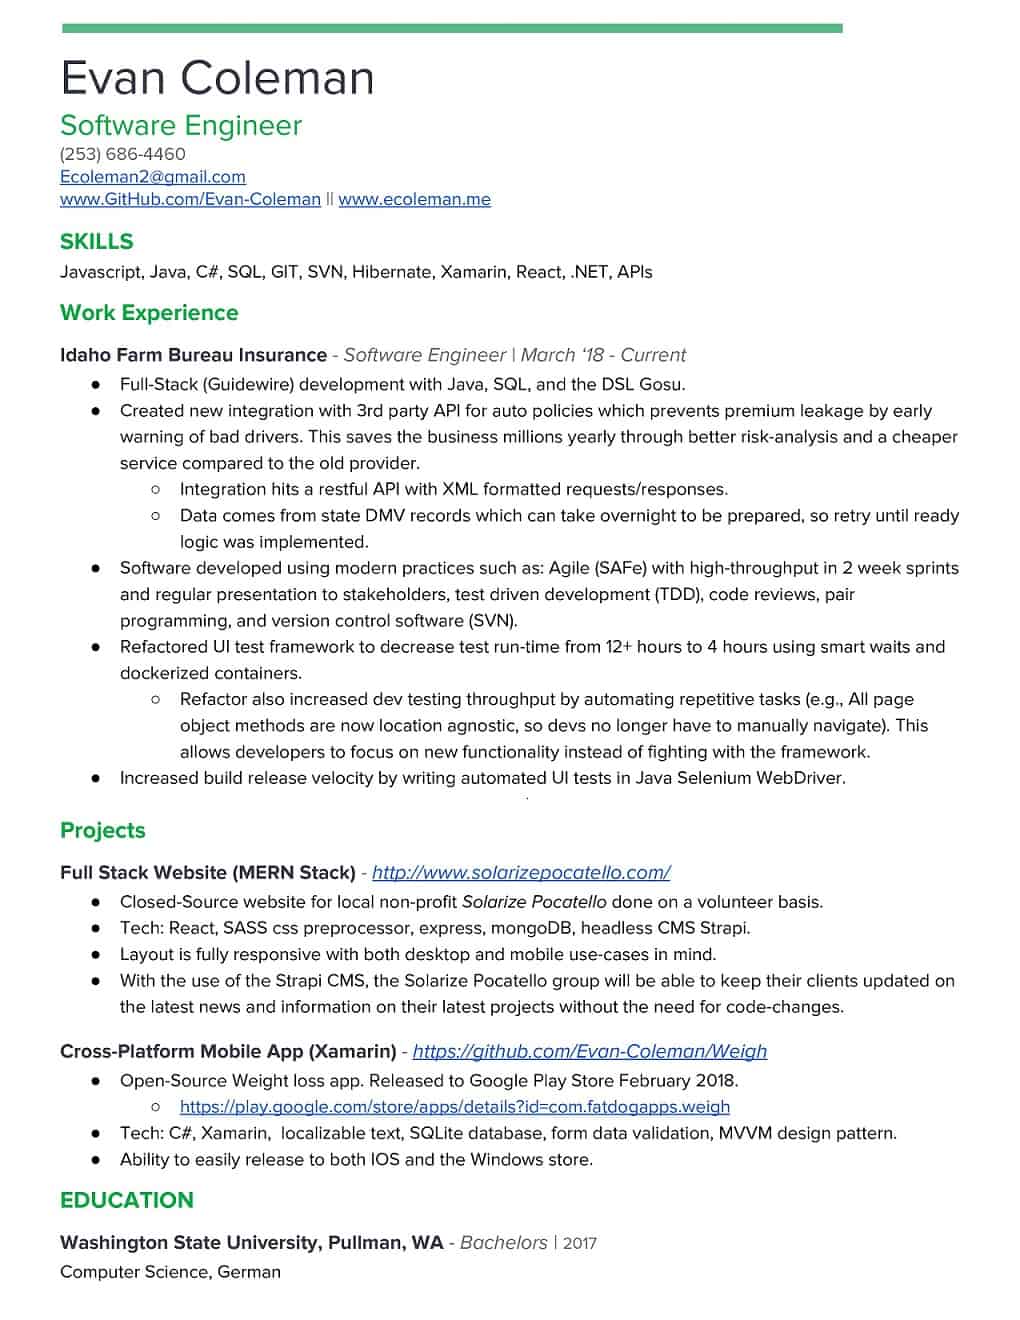 Evan Coleman
Software Engineer
(253) 686-4460
Ecoleman2@gmail.com
www.GitHub.com/Evan-Coleman || www.ecoleman.me
SKILLS
Javascript, Java, C#, SQL, GIT, SVN, Hibernate, Xamarin, React, .NET, APIs
Work Experience
Idaho Farm Bureau Insurance - Software Engineer | March ‘18 - Current
● Full-Stack (Guidewire) development with Java, SQL, and the DSL Gosu.
● Created new integration with 3rd party API for auto policies which prevents premium leakage by early
warning of bad drivers. This saves the business millions yearly through better risk-analysis and a cheaper
service compared to the old provider.
○ Integration hits a restful API with XML formatted requests/responses.
○ Data comes from state DMV records which can take overnight to be prepared, so retry until ready
logic was implemented.
● Software developed using modern practices such as: Agile (SAFe) with high-throughput in 2 week sprints
and regular presentation to stakeholders, test driven development (TDD), code reviews, pair
programming, and version control software (SVN).
● Refactored UI test framework to decrease test run-time from 12+ hours to 4 hours using smart waits and
dockerized containers.
○ Refactor also increased dev testing throughput by automating repetitive tasks (e.g., All page
object methods are now location agnostic, so devs no longer have to manually navigate). This
allows developers to focus on new functionality instead of fighting with the framework.
● Increased build release velocity by writing automated UI tests in Java Selenium WebDriver.
Projects
Full Stack Website (MERN Stack) - http://www.solarizepocatello.com/
● Closed-Source website for local non-profit Solarize Pocatello done on a volunteer basis.
● Tech: React, SASS css preprocessor, express, mongoDB, headless CMS Strapi.
● Layout is fully responsive with both desktop and mobile use-cases in mind.
● With the use of the Strapi CMS, the Solarize Pocatello group will be able to keep their clients updated on
the latest news and information on their latest projects without the need for code-changes.
Cross-Platform Mobile App (Xamarin) - https://github.com/Evan-Coleman/Weigh
● Open-Source Weight loss app. Released to Google Play Store February 2018.
○ https://play.google.com/store/apps/details?id=com.fatdogapps.weigh
● Tech: C#, Xamarin, localizable text, SQLite database, form data validation, MVVM design pattern.
● Ability to easily release to both IOS and the Windows store.
EDUCATION
Washington State University, Pullman, WA - Bachelors | 2017
Computer Science, German